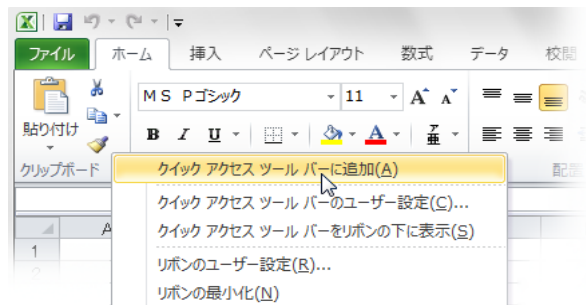 ファイル ホーム 挿入 ページ レイアウト 数式 データ 校閲
MS Pゴシック 11 A A
貼り付け
B I U A ア亜
クリップボード 配置
クイック アクセス ツール バーに追加(A)
クイック アクセス ツール バーのユーザー設定(C)...
A
クイック アクセス ツール バーをリボンの下に表示(S)
1
リボンのユーザー設定(R)...
2
リボンの最小化(N)